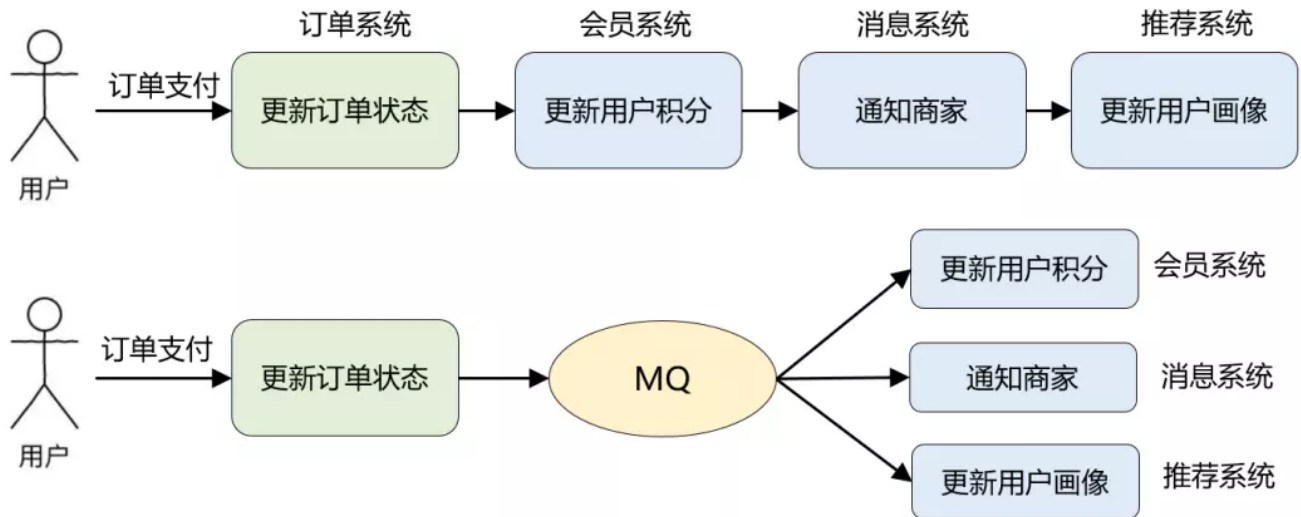 订单系统
会员系统
消息系统
推荐系统
订单支付
更新订单状态
更新用户积分
通知商家
更新用户画像
用户
更新用户积分
会员系统
订单支付
更新订单状态
MQ
通知商家
消息系统
用户
更新用户画像
推荐系统